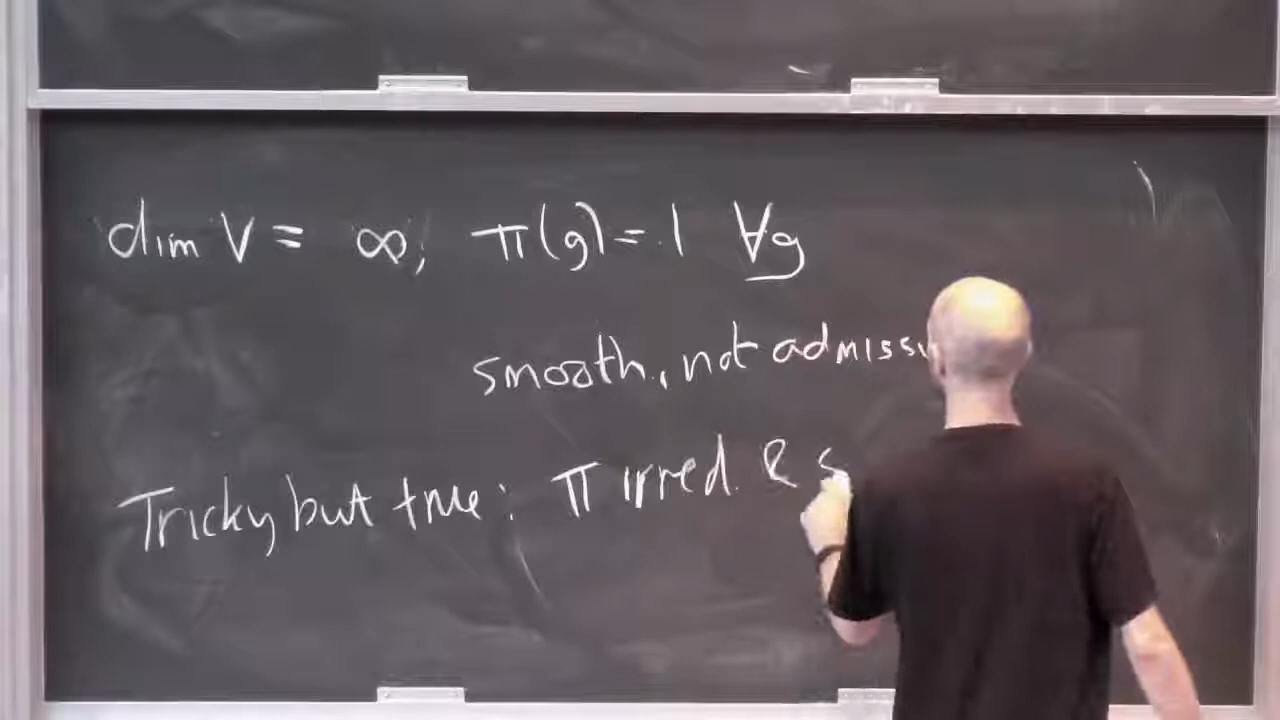 dim V = ∞; π(g) = 1 ∀g
smooth, not admiss
Tricky but true: π irred. & s